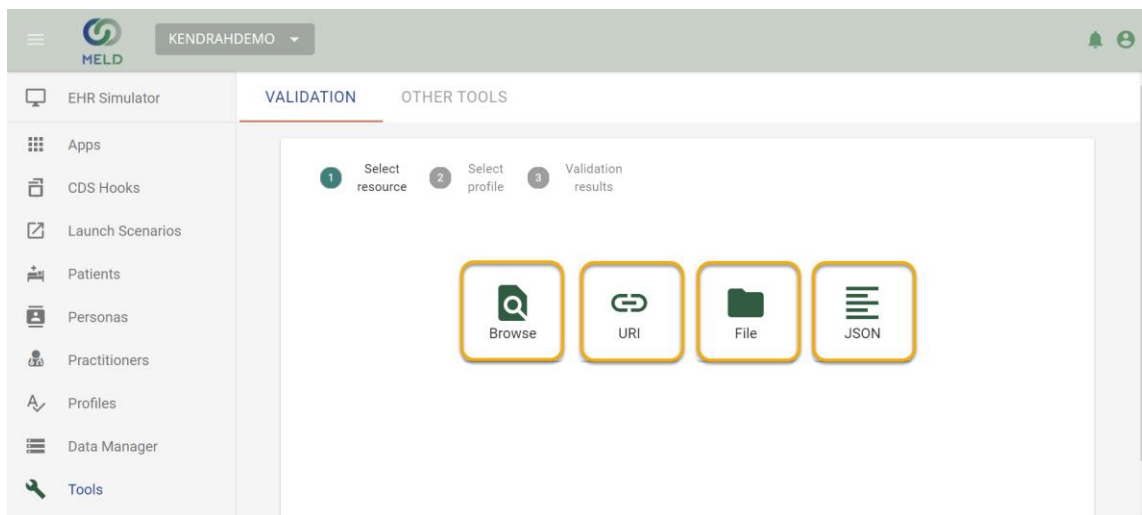 MELD
KENDRAHDEMO
EHR Simulator
Apps
CDS Hooks
Launch Scenarios
Patients
Personas
Practitioners
Profiles
Data Manager
Tools
VALIDATION
OTHER TOOLS
1
Select
resource
2
Select
profile
3
Validation
results
Browse
URI
File
JSON